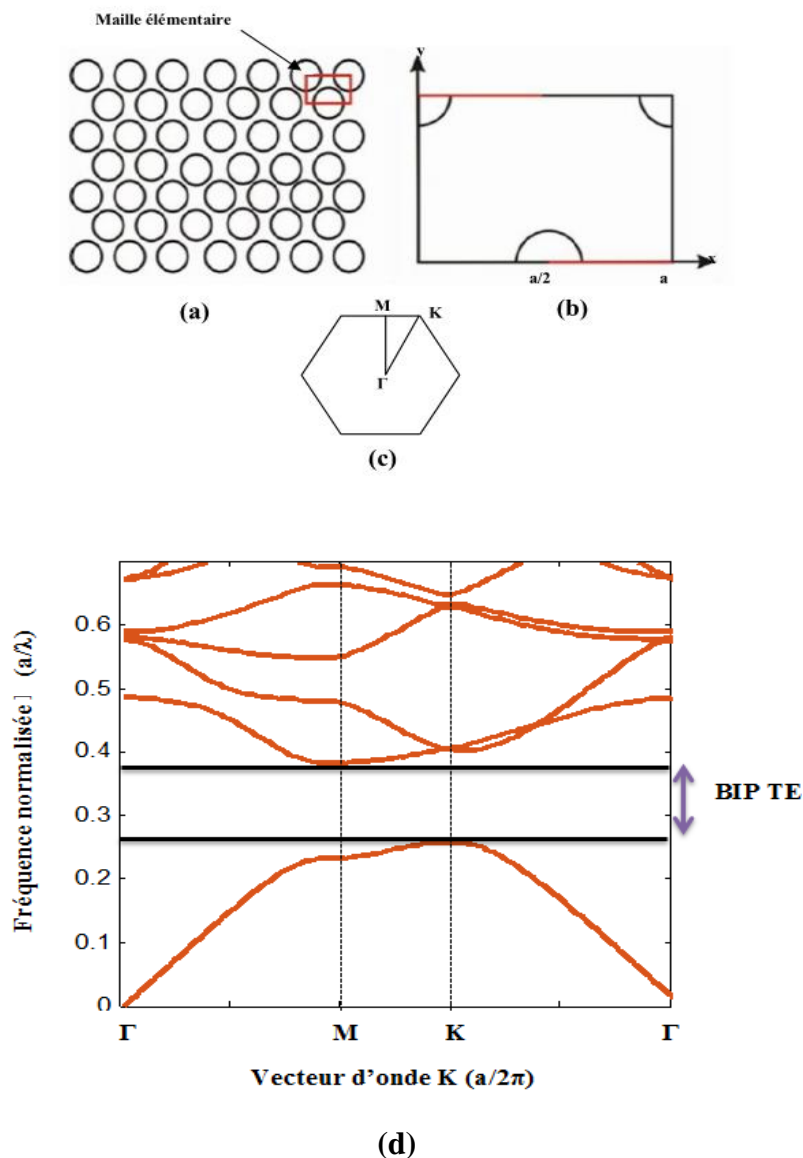 Maille élémentaire
y
x
a/2
a
(a)
(b)
M
K
Γ
(c)
Fréquence normalisée] (a/λ)
0.6
0.5
0.4
0.3
0.2
0.1
0
BIP TE
Γ
M
K
Γ
Vecteur d'onde K (a/2π)
(d)